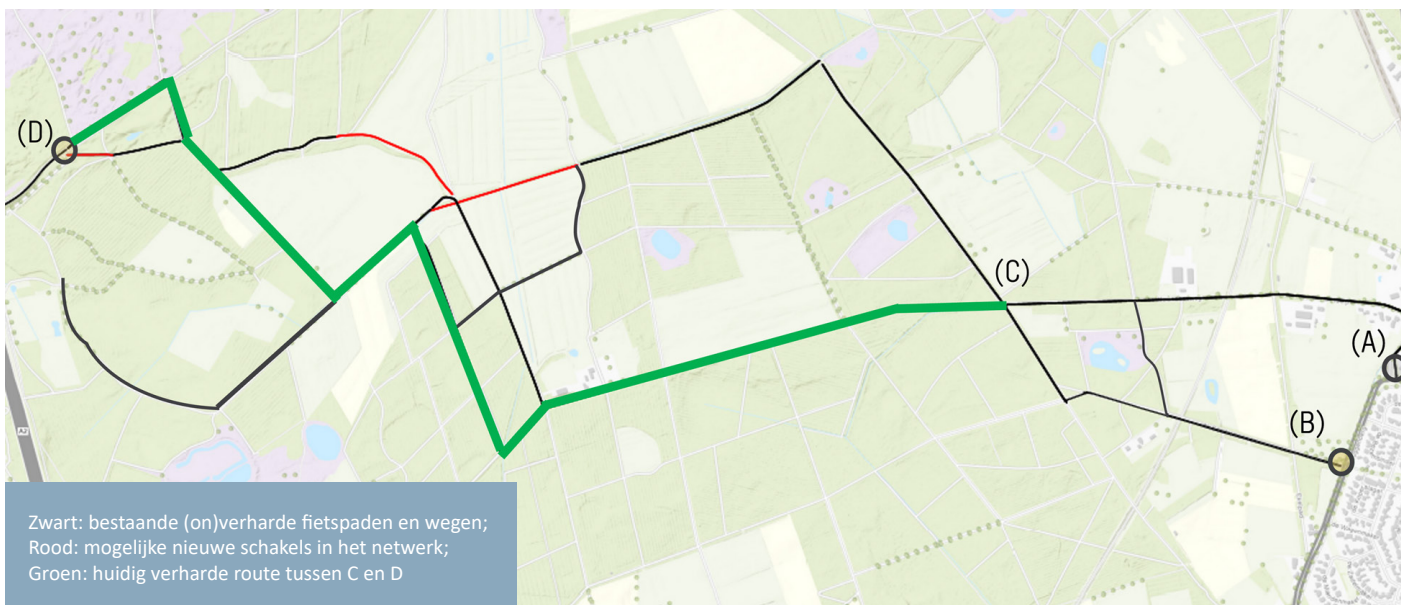 (D)
(C)
(A)
(B)
A2
Zwart: bestaande (on)verharde fietspaden en wegen;
Rood: mogelijke nieuwe schakels in het netwerk;
Groen: huidig verharde route tussen C en D